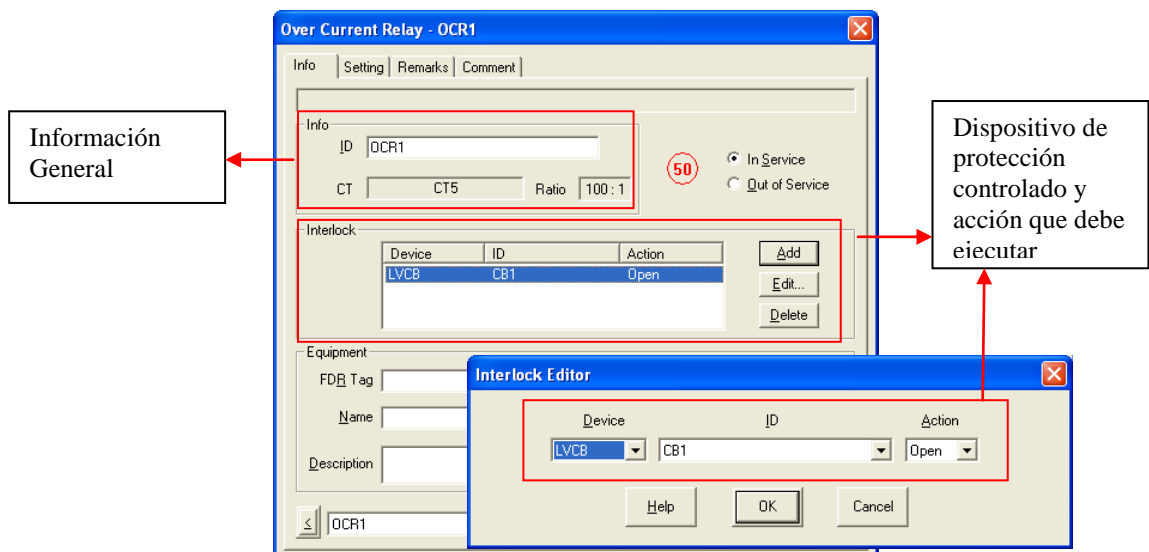 Over Current Relay - OCR1
Info Setting Remarks Comment
Información
General
Info
ID OCR1
CT CT5 Ratio 100 : 1
50
In Service
Out of Service
Dispositivo de
protección
controlado y
acción que debe
ejecutar
Interlock
Device ID Action
LVCB CB1 Open
Add
Edit...
Delete
Equipment
FDR Tag
Name
Description
< OCR1
Interlock Editor
Device ID Action
LVCB CB1 Open
Help OK Cancel